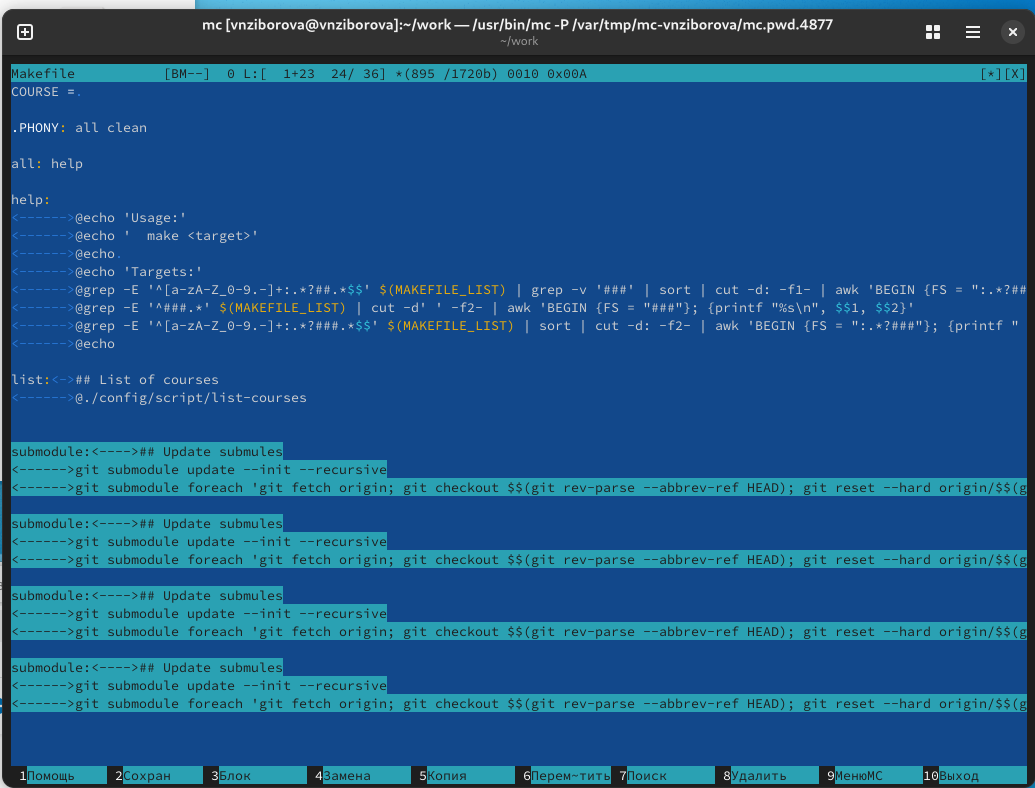 mc [vnziborova@vnziborova]:~/work — /usr/bin/mc -P /var/tmp/mc-vnziborova/mc.pwd.4877
~/work
Makefile [BM--] 0 L:[ 1+23 24/ 36] *(895 /1720b) 0010 0x00A [*][X]
COURSE =.
.PHONY: all clean
all: help
help:
<------>@echo 'Usage:'
<------>@echo '  make <target>'
<------>@echo.
<------>@echo 'Targets:'
<------>@grep -E '^[a-zA-Z_0-9.-]+:.*?##.*$$' $(MAKEFILE_LIST) | grep -v '###' | sort | cut -d: -f1- | awk 'BEGIN {FS = ":.*?##
<------>@grep -E '^###.*' $(MAKEFILE_LIST) | cut -d' ' -f2- | awk 'BEGIN {FS = "###"}; {printf "%s\n", $$1, $$2}'
<------>@grep -E '^[a-zA-Z_0-9.-]+:.*?###.*$$' $(MAKEFILE_LIST) | sort | cut -d: -f2- | awk 'BEGIN {FS = ":.*?###"}; {printf "
<------>@echo
list:<->## List of courses
<------>@./config/script/list-courses
submodule:<---->## Update submules
<------>git submodule update --init --recursive
<------>git submodule foreach 'git fetch origin; git checkout $$(git rev-parse --abbrev-ref HEAD); git reset --hard origin/$$(g
submodule:<---->## Update submules
<------>git submodule update --init --recursive
<------>git submodule foreach 'git fetch origin; git checkout $$(git rev-parse --abbrev-ref HEAD); git reset --hard origin/$$(g
submodule:<---->## Update submules
<------>git submodule update --init --recursive
<------>git submodule foreach 'git fetch origin; git checkout $$(git rev-parse --abbrev-ref HEAD); git reset --hard origin/$$(g
submodule:<---->## Update submules
<------>git submodule update --init --recursive
<------>git submodule foreach 'git fetch origin; git checkout $$(git rev-parse --abbrev-ref HEAD); git reset --hard origin/$$(g
1Помощь 2Сохран 3Блок 4Замена 5Копия 6Перем~тить 7Поиск 8Удалить 9МенюMC 10Выход